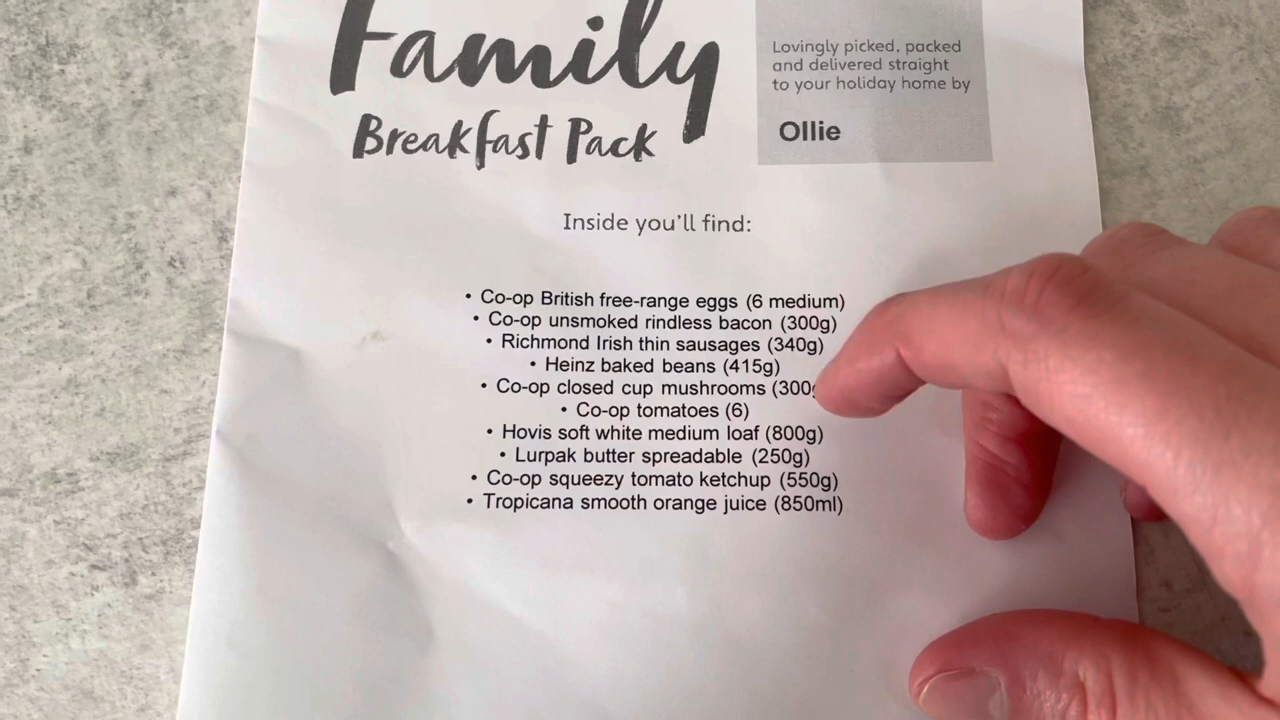 Family
Breakfast Pack
Lovingly picked, packed
and delivered straight
to your holiday home by
Ollie
Inside you'll find:
• Co-op British free-range eggs (6 medium)
• Co-op unsmoked rindless bacon (300g)
• Richmond Irish thin sausages (340g)
• Heinz baked beans (415g)
• Co-op closed cup mushrooms (300g
• Co-op tomatoes (6)
• Hovis soft white medium loaf (800g)
• Lurpak butter spreadable (250g)
• Co-op squeezy tomato ketchup (550g)
• Tropicana smooth orange juice (850ml)